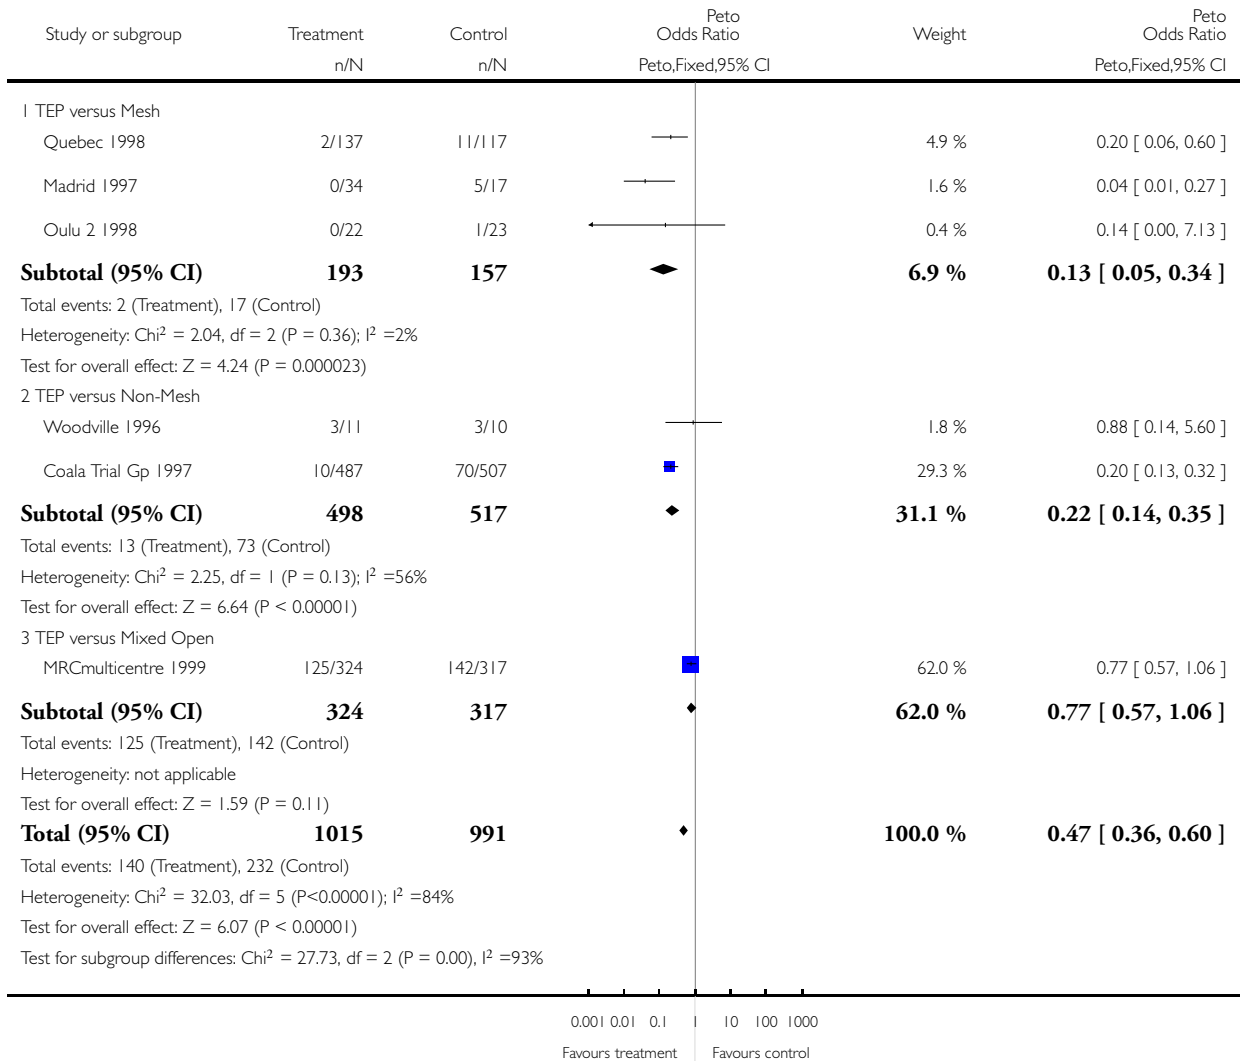 Peto Peto
Study or subgroup Treatment Control Odds Ratio Weight Odds Ratio
n/N n/N Peto,Fixed,95% CI Peto,Fixed,95% CI
1 TEP versus Mesh
Quebec 1998 2/137 11/117 4.9 % 0.20 [ 0.06, 0.60 ]
Madrid 1997 0/34 5/17 1.6 % 0.04 [ 0.01, 0.27 ]
Oulu 2 1998 0/22 1/23 0.4 % 0.14 [ 0.00, 7.13 ]
Subtotal (95% CI) 193 157 6.9 % 0.13 [ 0.05, 0.34 ]
Total events: 2 (Treatment), 17 (Control)
Heterogeneity: Chi² = 2.04, df = 2 (P = 0.36); I² =2%
Test for overall effect: Z = 4.24 (P = 0.000023)
2 TEP versus Non-Mesh
Woodville 1996 3/11 3/10 1.8 % 0.88 [ 0.14, 5.60 ]
Coala Trial Gp 1997 10/487 70/507 29.3 % 0.20 [ 0.13, 0.32 ]
Subtotal (95% CI) 498 517 31.1 % 0.22 [ 0.14, 0.35 ]
Total events: 13 (Treatment), 73 (Control)
Heterogeneity: Chi² = 2.25, df = 1 (P = 0.13); I² =56%
Test for overall effect: Z = 6.64 (P < 0.00001)
3 TEP versus Mixed Open
MRCmulticentre 1999 125/324 142/317 62.0 % 0.77 [ 0.57, 1.06 ]
Subtotal (95% CI) 324 317 62.0 % 0.77 [ 0.57, 1.06 ]
Total events: 125 (Treatment), 142 (Control)
Heterogeneity: not applicable
Test for overall effect: Z = 1.59 (P = 0.11)
Total (95% CI) 1015 991 100.0 % 0.47 [ 0.36, 0.60 ]
Total events: 140 (Treatment), 232 (Control)
Heterogeneity: Chi² = 32.03, df = 5 (P<0.00001); I² =84%
Test for overall effect: Z = 6.07 (P < 0.00001)
Test for subgroup differences: Chi² = 27.73, df = 2 (P = 0.00), I² =93%
0.001 0.01 0.1 1 10 100 1000
Favours treatment Favours control